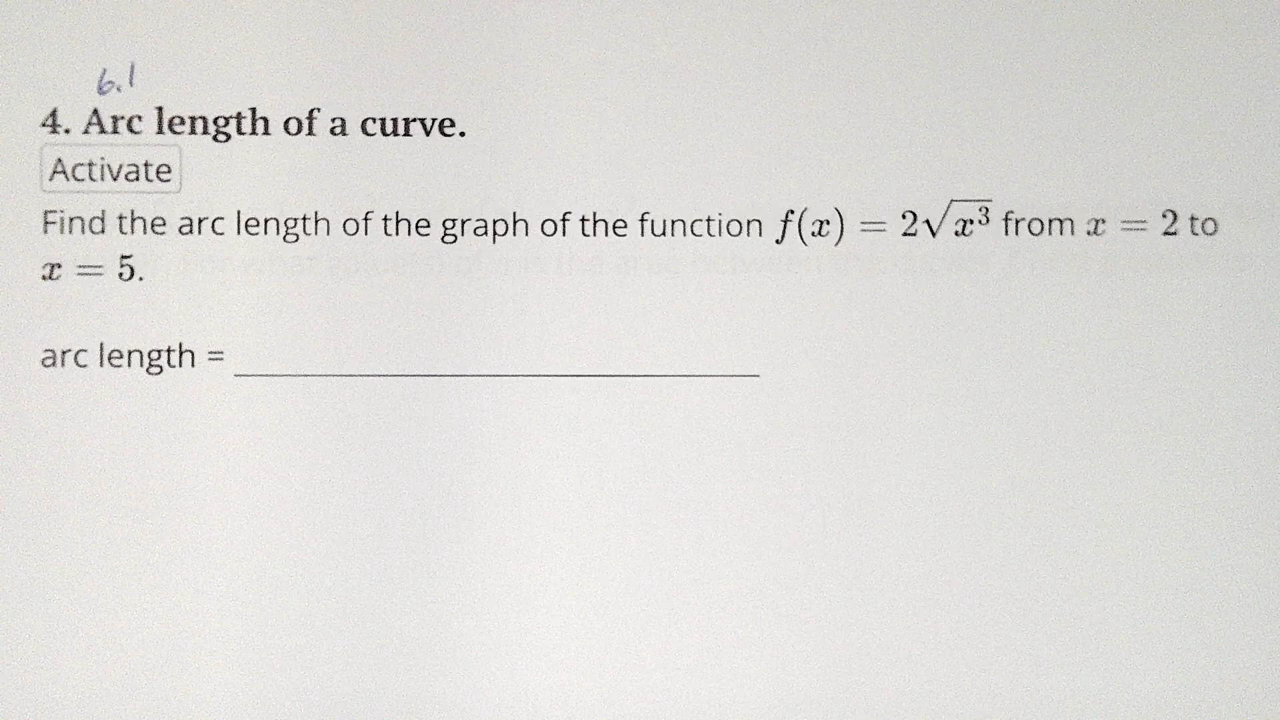 6.1
4. Arc length of a curve.
Activate
Find the arc length of the graph of the function f(x) = 2√x³ from x = 2 to
x = 5.
arc length =